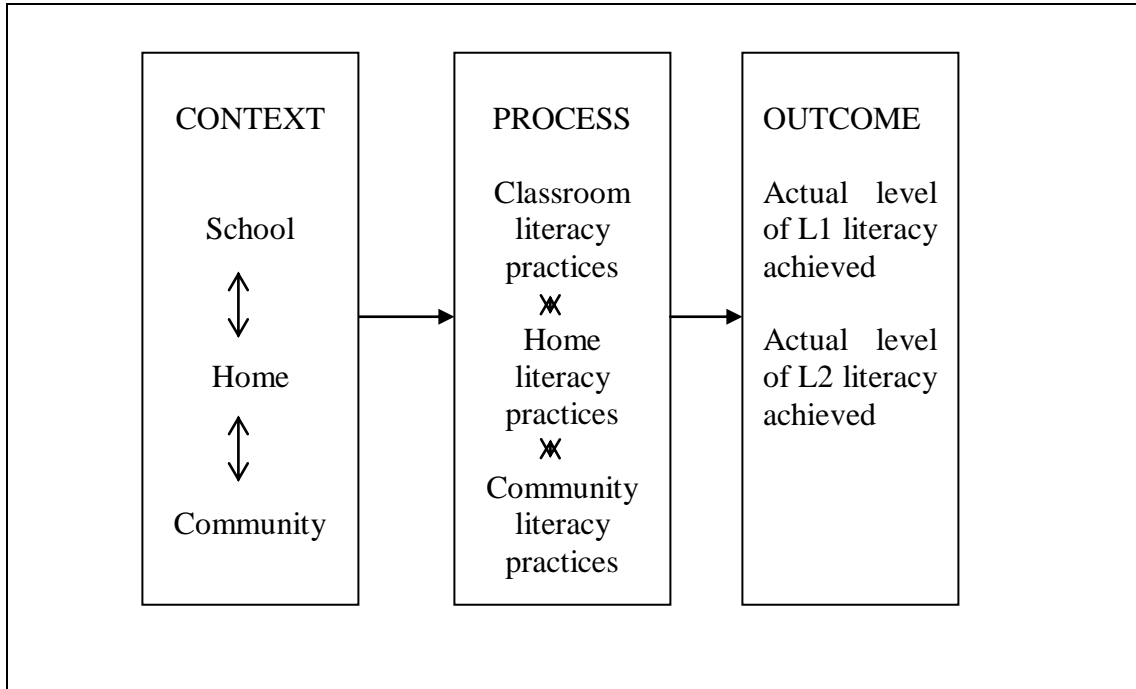 CONTEXT
School
Home
Community
PROCESS
Classroom
literacy
practices
Home
literacy
practices
Community
literacy
practices
OUTCOME
Actual level
of L1 literacy
achieved
Actual level
of L2 literacy
achieved